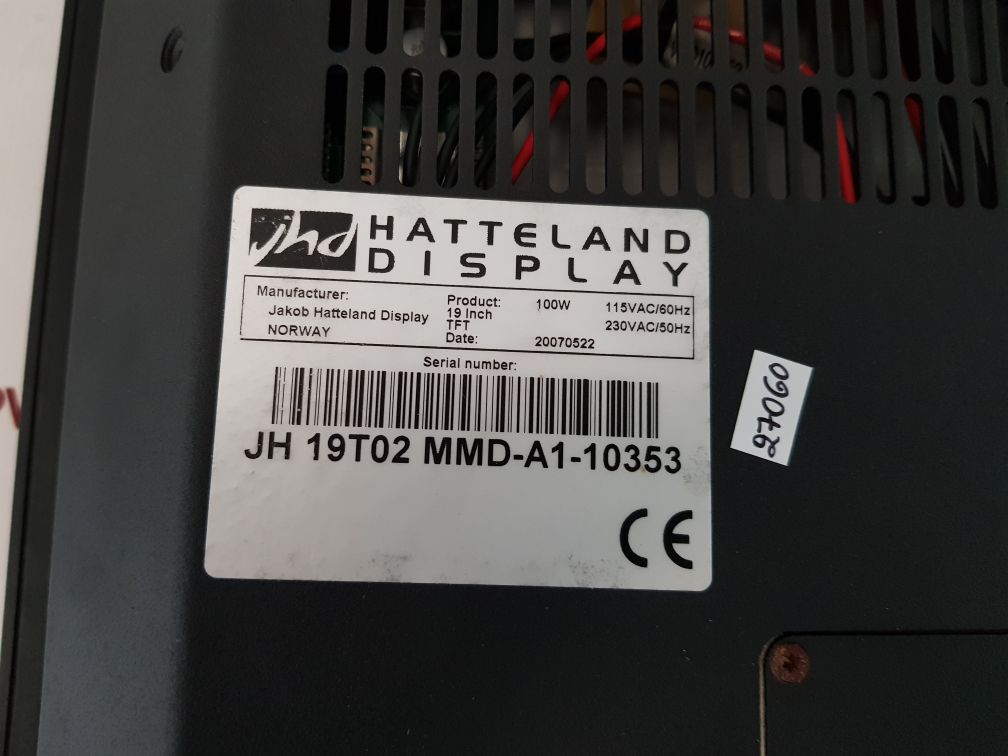 jhd HATTELAND
DISPLAY
Manufacturer:
Jakob Hatteland Display
NORWAY
Product: 100W 115VAC/60Hz
19 Inch 230VAC/50Hz
TFT
Date: 20070522
Serial number:
JH 19T02 MMD-A1-10353
CE
27060